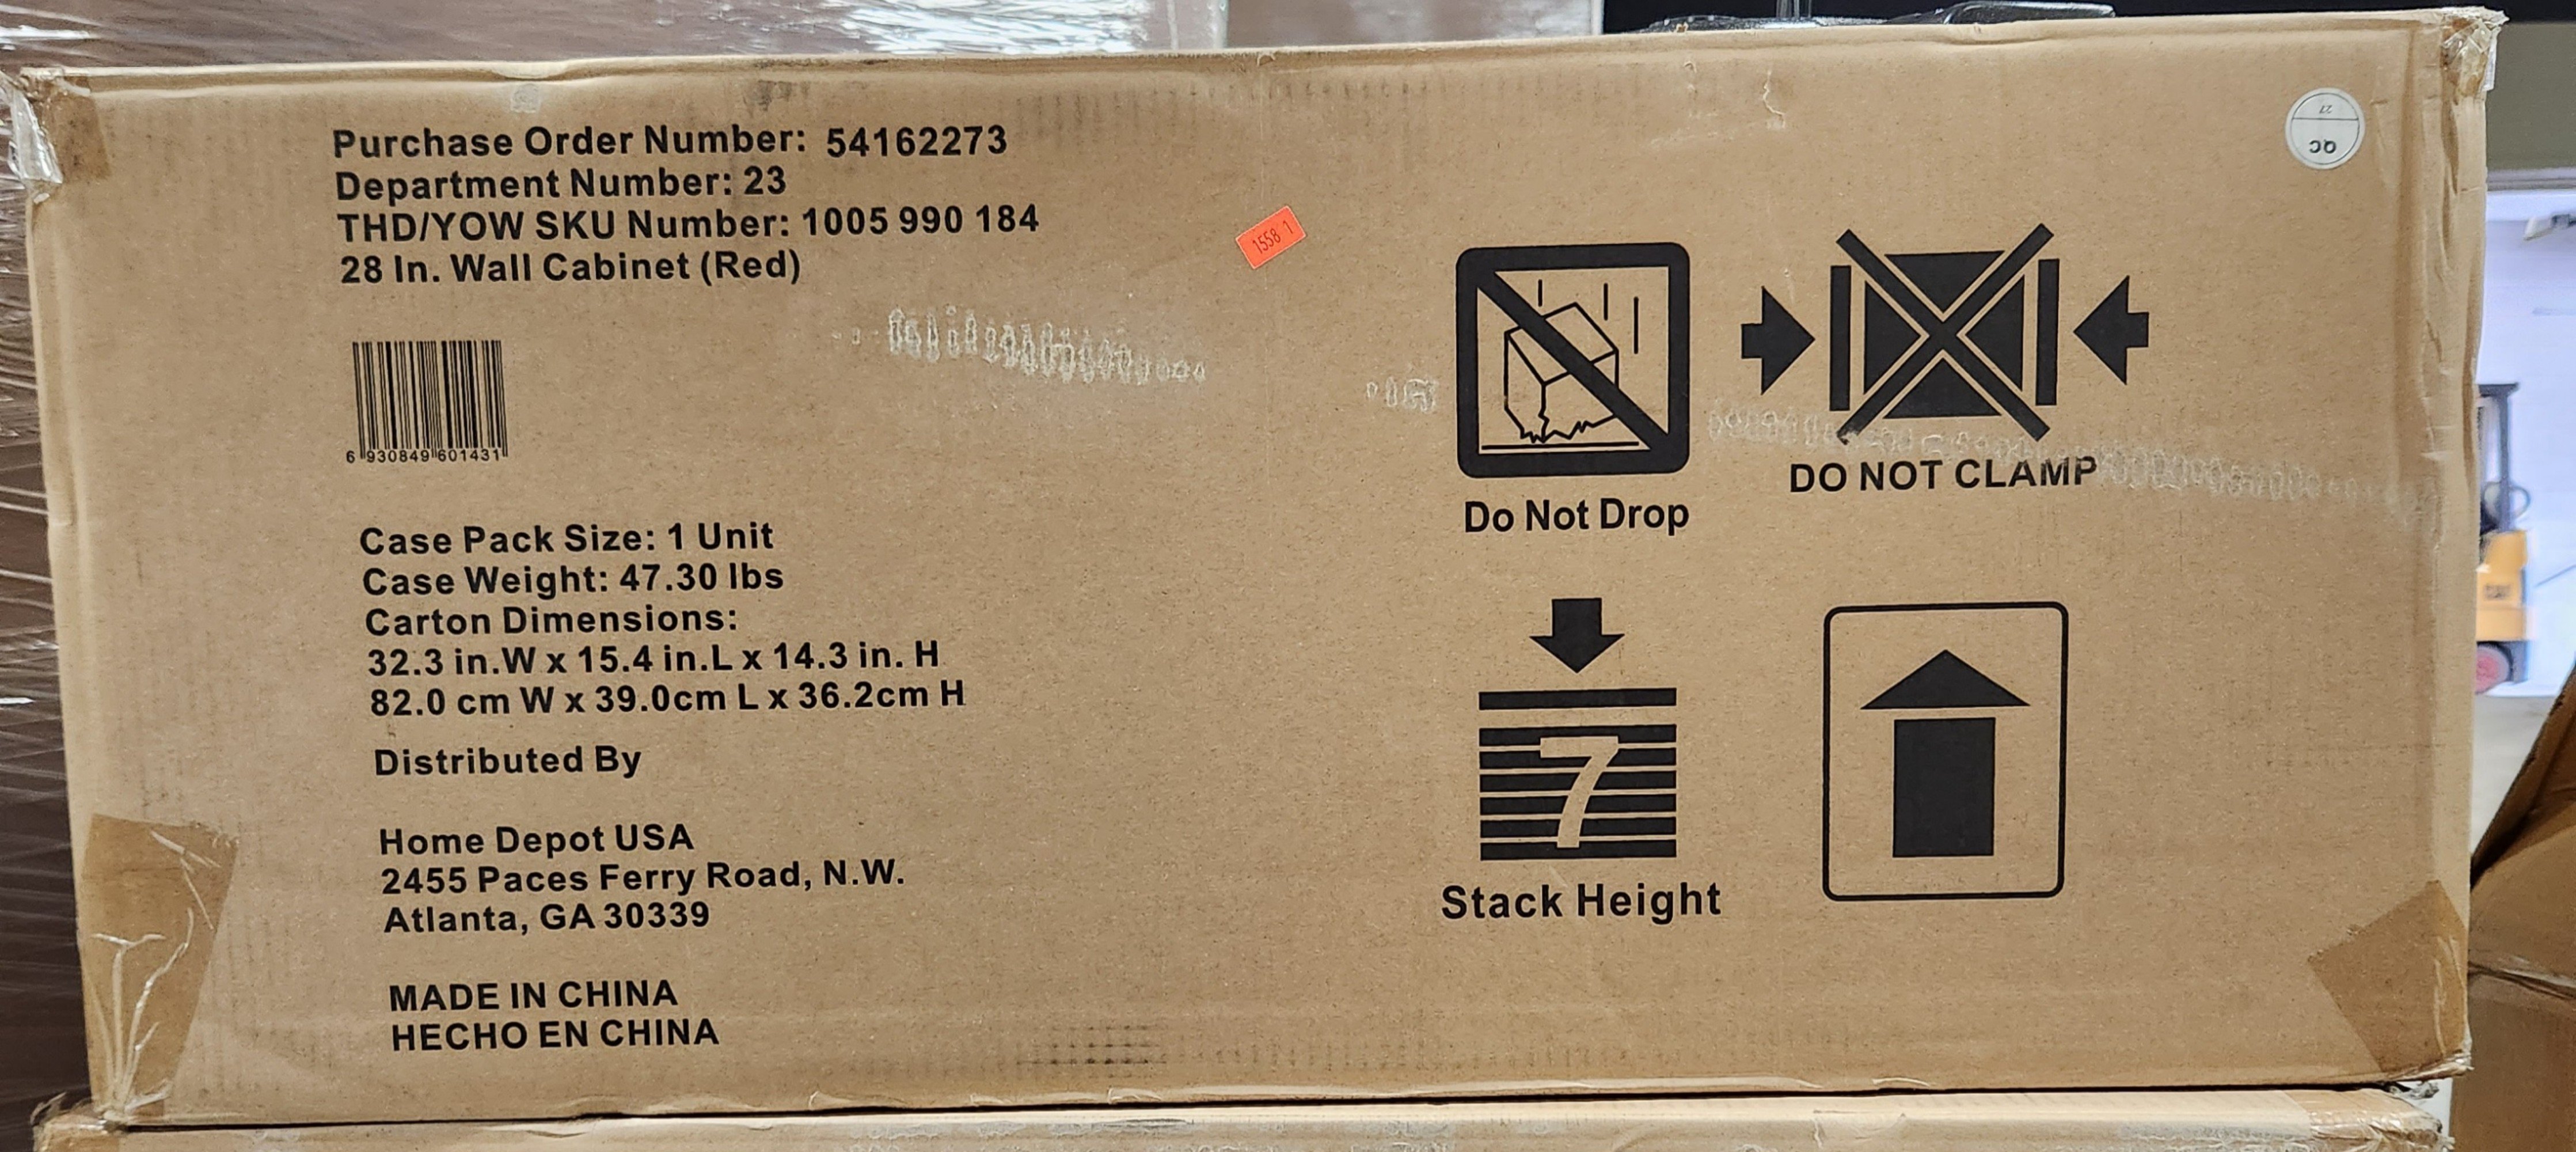 Purchase Order Number: 54162273
Department Number: 23
THD/YOW SKU Number: 1005 990 184
28 In. Wall Cabinet (Red)
6 930849 601431
Case Pack Size: 1 Unit
Case Weight: 47.30 lbs
Carton Dimensions:
32.3 in.W x 15.4 in.L x 14.3 in. H
82.0 cm W x 39.0cm L x 36.2cm H
Distributed By
Home Depot USA
2455 Paces Ferry Road, N.W.
Atlanta, GA 30339
MADE IN CHINA
HECHO EN CHINA
1558 1
Do Not Drop
DO NOT CLAMP
7
Stack Height
QC
27